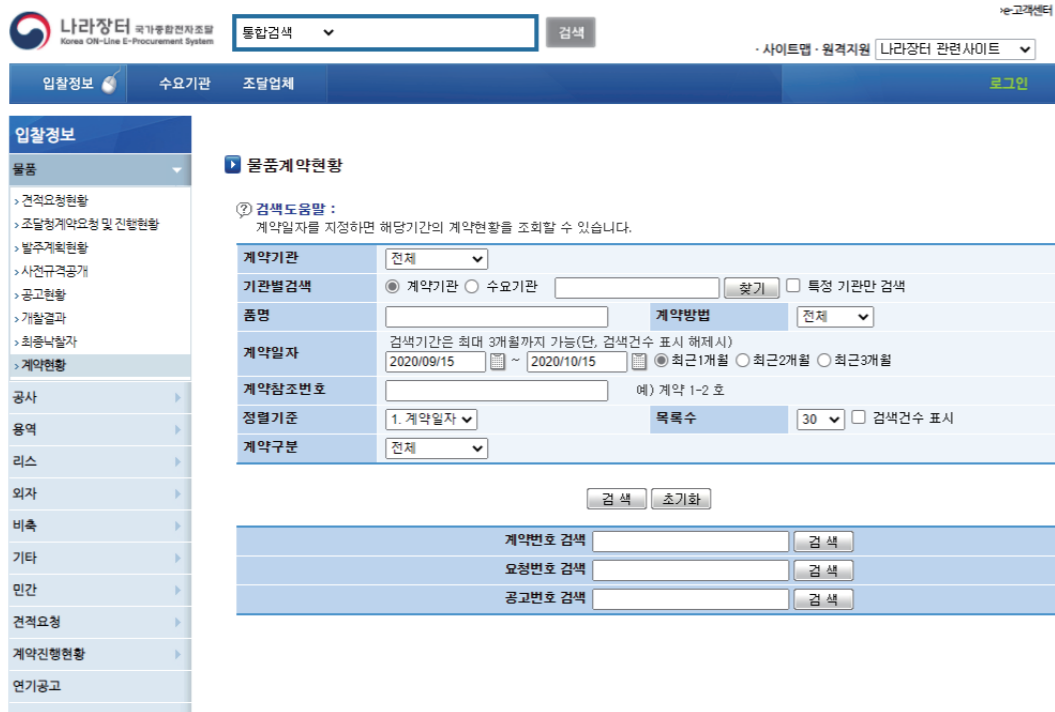 ›e-고객센터
나라장터 국가종합전자조달
Korea ON-Line E-Procurement System
통합검색
검색
· 사이트맵 · 원격지원 나라장터 관련사이트
입찰정보 수요기관 조달업체 로그인
입찰정보
물품
› 견적요청현황
› 조달청계약요청 및 진행현황
› 발주계획현황
› 사전규격공개
› 공고현황
› 개찰결과
› 최종낙찰자
› 계약현황
공사
용역
리스
외자
비축
기타
민간
견적요청
계약진행현황
연기공고
물품계약현황
? 검색도움말 :
계약일자를 지정하면 해당기간의 계약현황을 조회할 수 있습니다.
계약기관 전체
기관별검색 계약기관 수요기관 찾기 특정 기관만 검색
품명 계약방법 전체
검색기간은 최대 3개월까지 가능(단, 검색건수 표시 해제시)
계약일자 2020/09/15 ~ 2020/10/15 최근1개월 최근2개월 최근3개월
계약참조번호 예) 계약 1-2 호
정렬기준 1. 계약일자 목록수 30 검색건수 표시
계약구분 전체
검 색 초기화
계약번호 검색 검 색
요청번호 검색 검 색
공고번호 검색 검 색